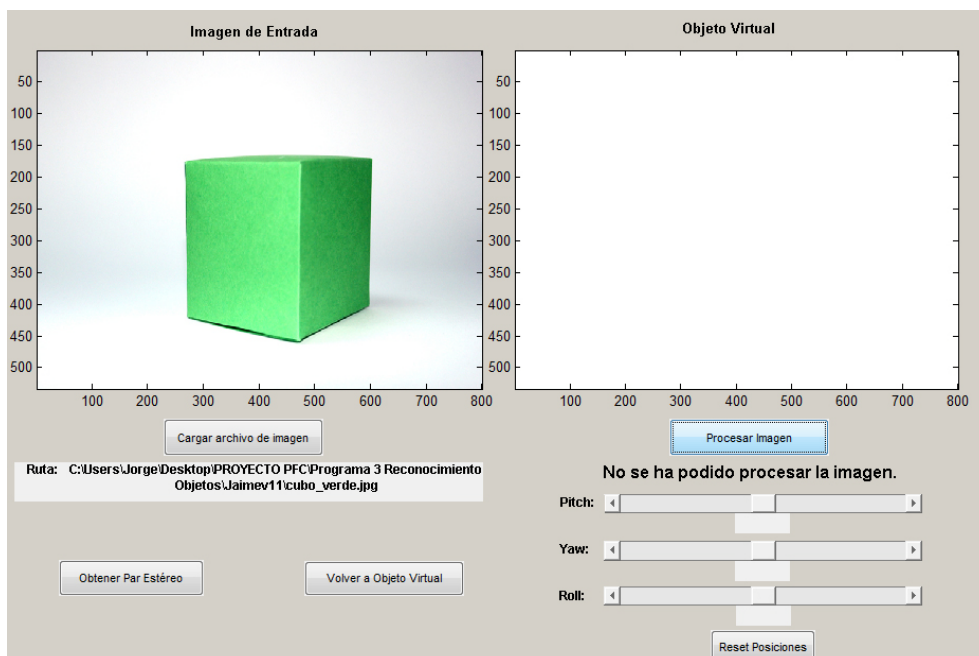 Imagen de Entrada
Objeto Virtual
50
100
150
200
250
300
350
400
450
500
100 200 300 400 500 600 700 800
50
100
150
200
250
300
350
400
450
500
100 200 300 400 500 600 700 800
Cargar archivo de imagen
Procesar Imagen
Ruta: C:\Users\Jorge\Desktop\PROYECTO PFC\Programa 3 Reconocimiento
Objetos\Jaimev11\cubo_verde.jpg
No se ha podido procesar la imagen.
Pitch:
Yaw:
Roll:
Obtener Par Estéreo
Volver a Objeto Virtual
Reset Posiciones